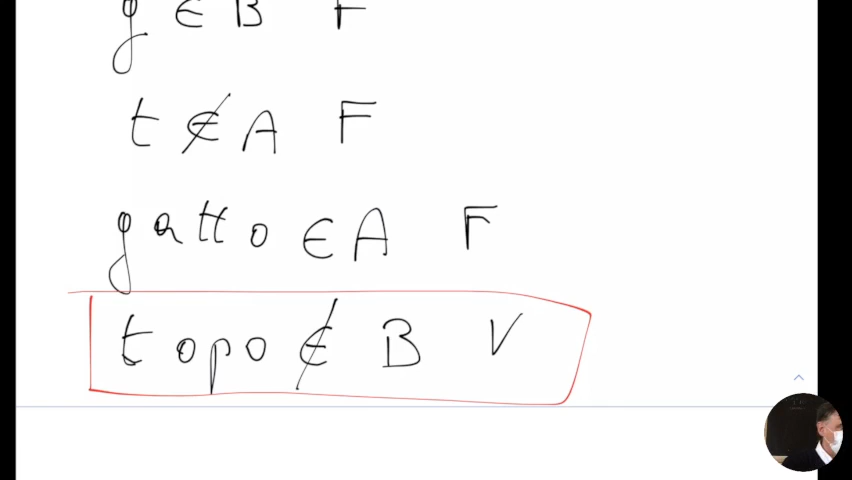 g ∈ B F
t ∉ A F
gatto ∈ A F
topo ∉ B V